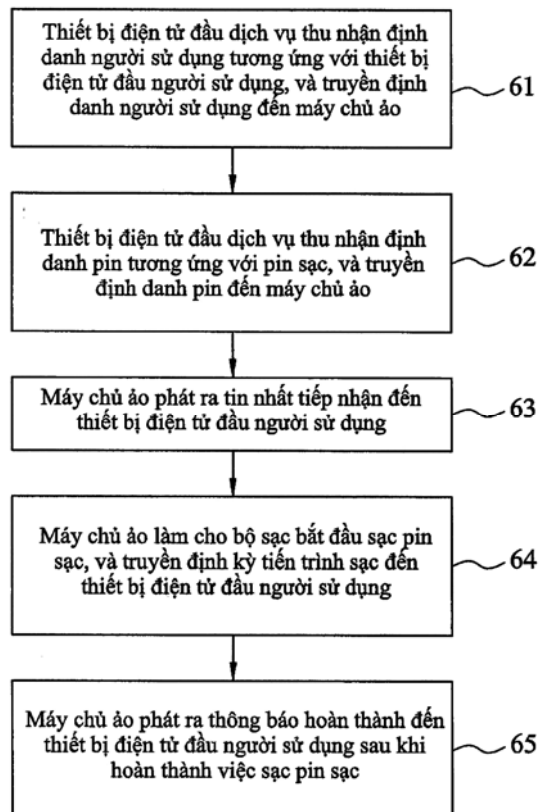 Thiết bị điện tử đầu dịch vụ thu nhận định
danh người sử dụng tương ứng với thiết bị
điện tử đầu người sử dụng, và truyền định
danh người sử dụng đến máy chủ ảo
61
Thiết bị điện tử đầu dịch vụ thu nhận định
danh pin tương ứng với pin sạc, và truyền
định danh pin đến máy chủ ảo
62
Máy chủ ảo phát ra tin nhất tiếp nhận đến
thiết bị điện tử đầu người sử dụng
63
Máy chủ ảo làm cho bộ sạc bắt đầu sạc pin
sạc, và truyền định kỳ tiến trình sạc đến
thiết bị điện tử đầu người sử dụng
64
Máy chủ ảo phát ra thông báo hoàn thành đến
thiết bị điện tử đầu người sử dụng sau khi
hoàn thành việc sạc pin sạc
65